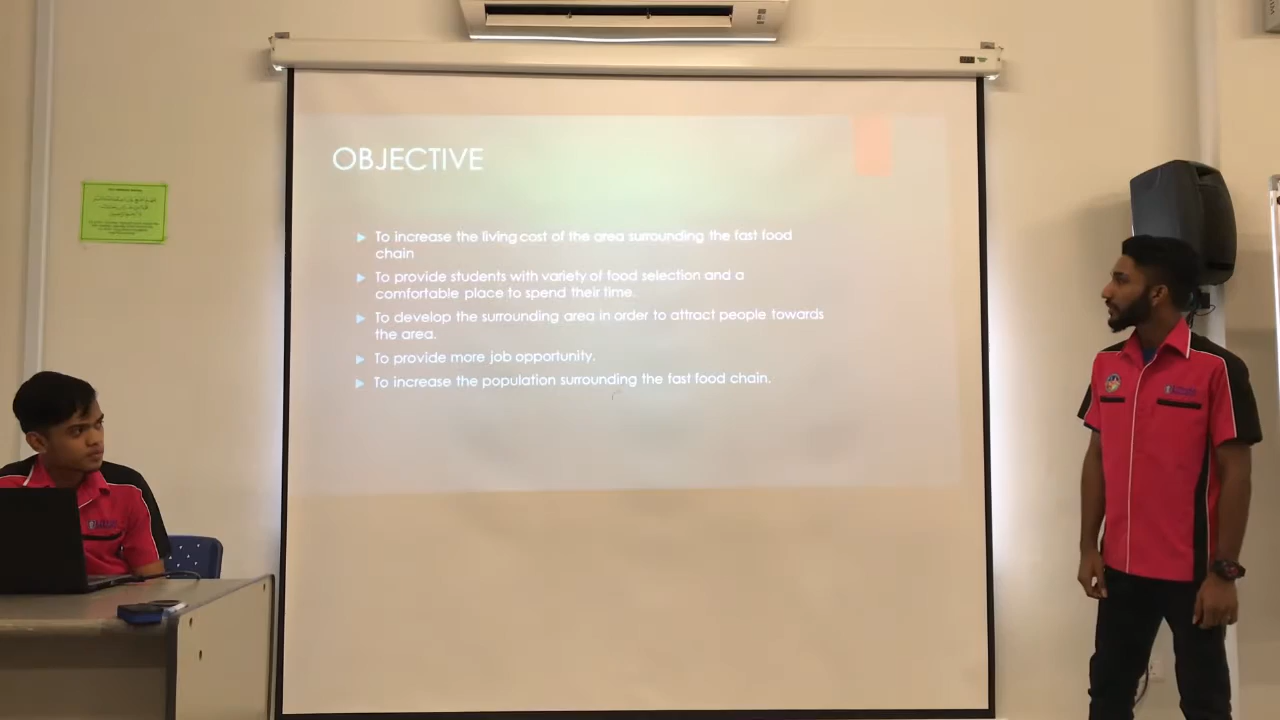 OBJECTIVE
To increase the living cost of the area surrounding the fast food
chain
To provide students with variety of food selection and a
comfortable place to spend their time.
To develop the surrounding area in order to attract people towards
the area.
To provide more job opportunity.
To increase the population surrounding the fast food chain.